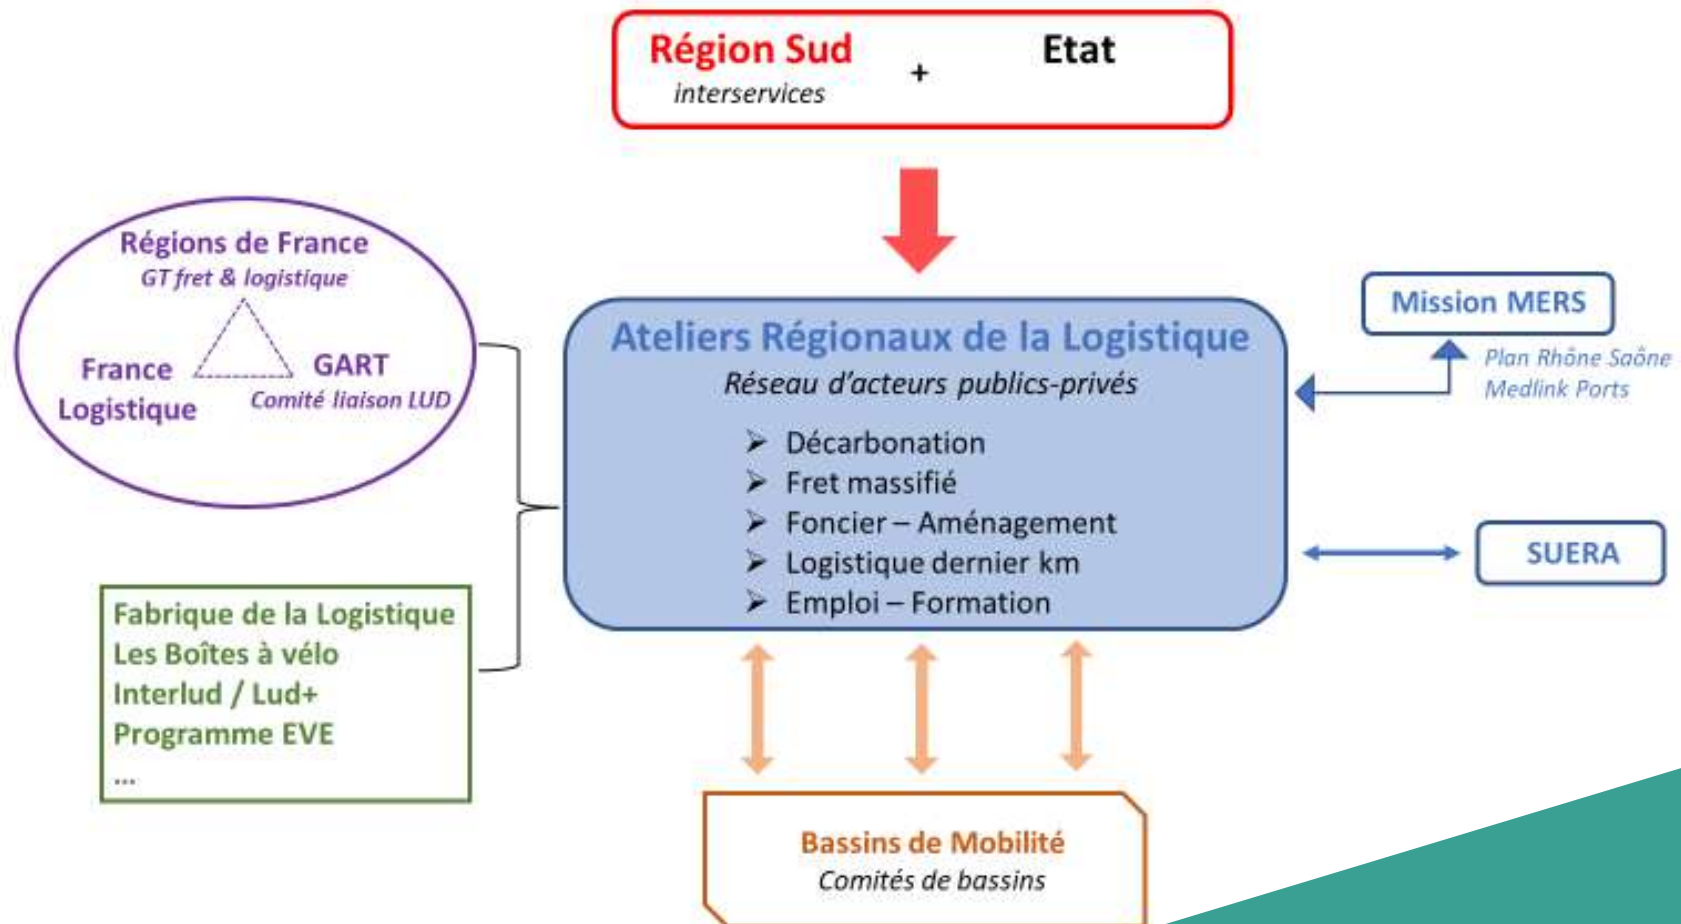 Région Sud + Etat
interservices
Régions de France
GT fret & logistique
France
Logistique
GART
Comité liaison LUD
Fabrique de la Logistique
Les Boîtes à vélo
Interlud / Lud+
Programme EVE
...
Ateliers Régionaux de la Logistique
Réseau d'acteurs publics-privés
➢ Décarbonation
➢ Fret massifié
➢ Foncier – Aménagement
➢ Logistique dernier km
➢ Emploi – Formation
Mission MERS
Plan Rhône Saône
Medlink Ports
SUERA
Bassins de Mobilité
Comités de bassins